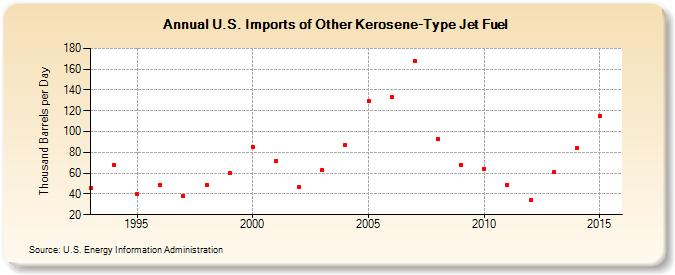 Annual U.S. Imports of Other Kerosene-Type Jet Fuel
Thousand Barrels per Day
180
160
140
120
100
80
60
40
20
1995 2000 2005 2010 2015
Source: U.S. Energy Information Administration